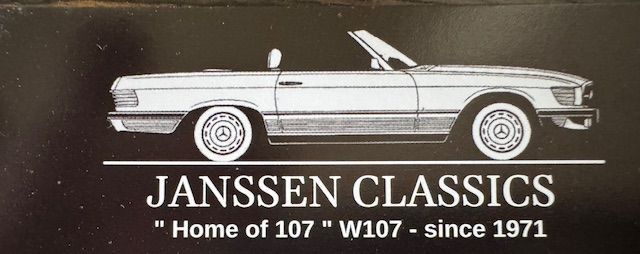 JANSSEN CLASSICS
" Home of 107 " W107 - since 1971